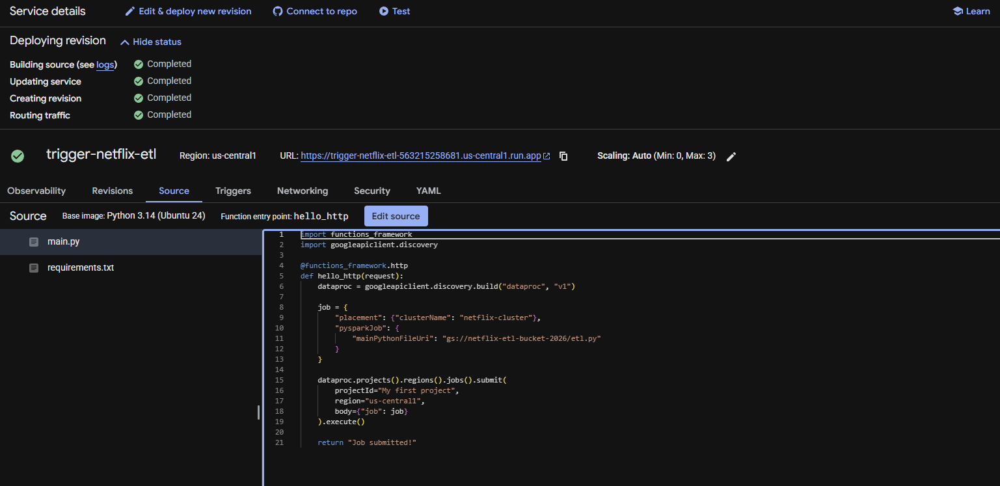 Service details
Edit & deploy new revision
Connect to repo
Test
Learn
Deploying revision
Hide status
Building source (see logs)
Completed
Updating service
Completed
Creating revision
Completed
Routing traffic
Completed
trigger-netflix-etl
Region: us-central1
URL: https://trigger-netflix-etl-563215258681.us-central1.run.app
Scaling: Auto (Min: 0, Max: 3)
Observability
Revisions
Source
Triggers
Networking
Security
YAML
Source
Base image: Python 3.14 (Ubuntu 24)
Function entry point: hello_http
Edit source
main.py
requirements.txt
1 import functions_framework
2 import googleapiclient.discovery
3
4 @functions_framework.http
5 def hello_http(request):
6     dataproc = googleapiclient.discovery.build("dataproc", "v1")
7
8     job = {
9         "placement": {"clusterName": "netflix-cluster"},
10         "pysparkJob": {
11             "mainPythonFileUri": "gs://netflix-etl-bucket-2026/etl.py"
12         }
13     }
14
15     dataproc.projects().regions().jobs().submit(
16         projectId="My first project",
17         region="us-central1",
18         body={"job": job}
19     ).execute()
20
21     return "Job submitted!"